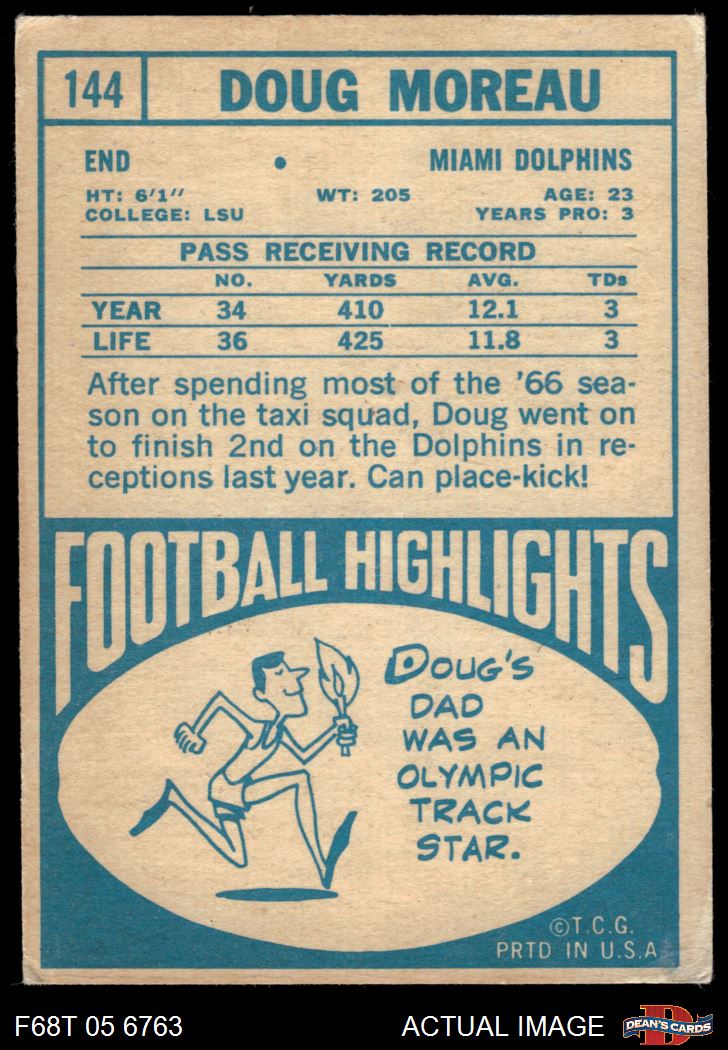 144
DOUG MOREAU
END • MIAMI DOLPHINS
HT: 6'1" WT: 205 AGE: 23
COLLEGE: LSU YEARS PRO: 3
PASS RECEIVING RECORD
NO. YARDS AVG. TDs
YEAR 34 410 12.1 3
LIFE 36 425 11.8 3
After spending most of the '66 sea-
son on the taxi squad, Doug went on
to finish 2nd on the Dolphins in re-
ceptions last year. Can place-kick!
FOOTBALL HIGHLIGHTS
DOUG'S
DAD
WAS AN
OLYMPIC
TRACK
STAR.
©T.C.G.
PRTD IN U.S.A
F68T 05 6763
ACTUAL IMAGE
D
DEAN'S CARDS